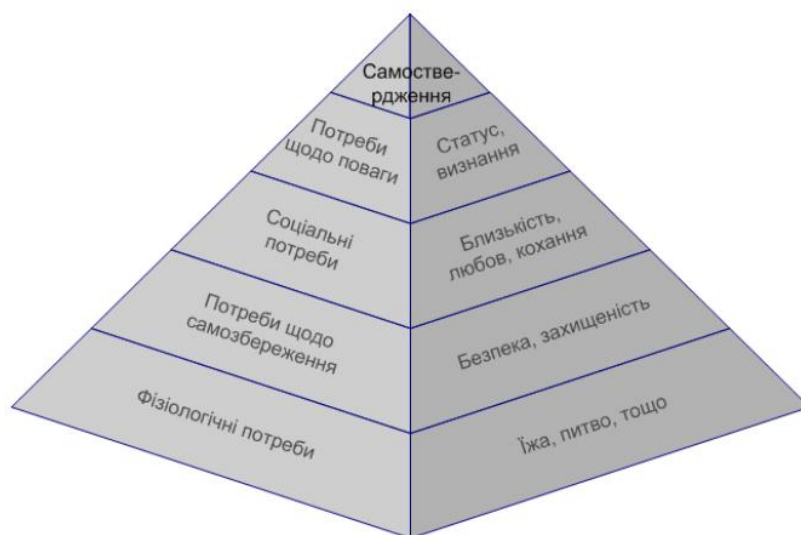 Самостве-
рдження
Потреби
щодо поваги
Статус,
визнання
Соціальні
потреби
Близькість,
любов, кохання
Потреби щодо
самозбереження
Безпека, захищеність
Фізіологічні потреби
Їжа, питво, тощо